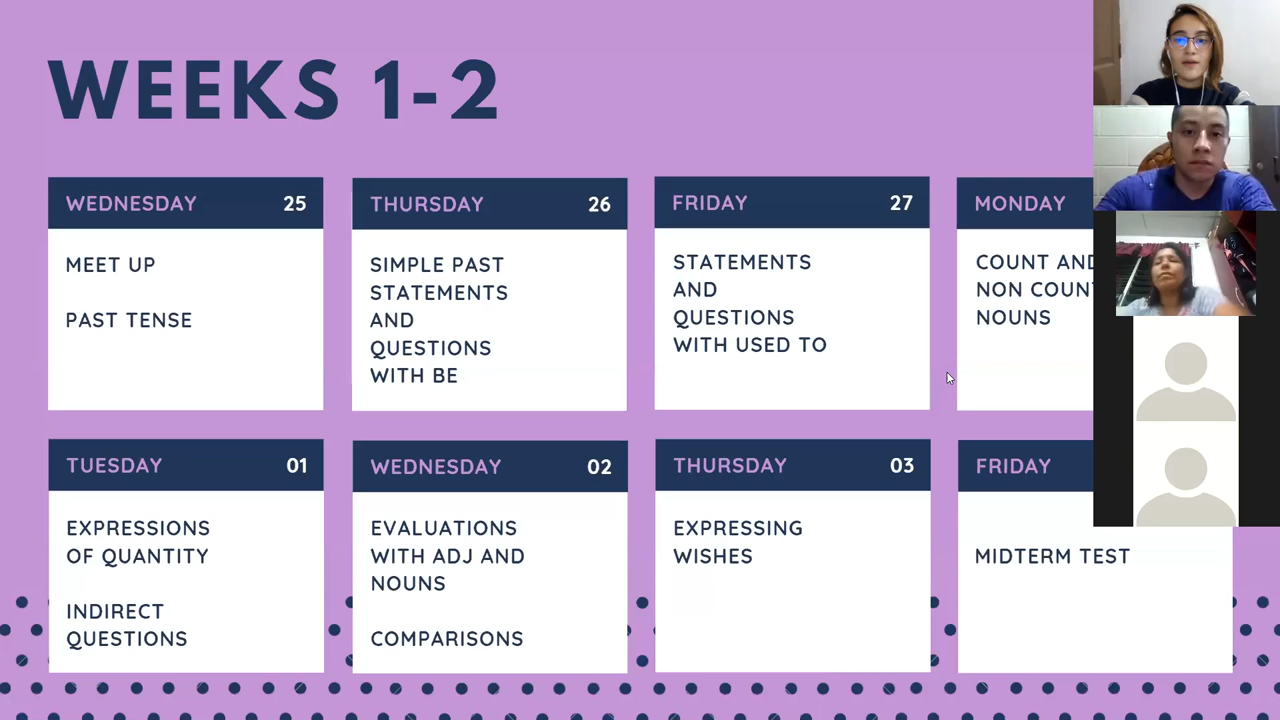 WEEKS 1-2
WEDNESDAY 25
MEET UP
PAST TENSE
THURSDAY 26
SIMPLE PAST
STATEMENTS
AND
QUESTIONS
WITH BE
FRIDAY 27
STATEMENTS
AND
QUESTIONS
WITH USED TO
MONDAY
COUNT AND
NON
NOUNS
TUESDAY 01
EXPRESSIONS
OF QUANTITY
INDIRECT
QUESTIONS
WEDNESDAY 02
EVALUATIONS
WITH ADJ AND
NOUNS
COMPARISONS
THURSDAY 03
EXPRESSING
WISHES
FRIDAY
MIDTERM TEST